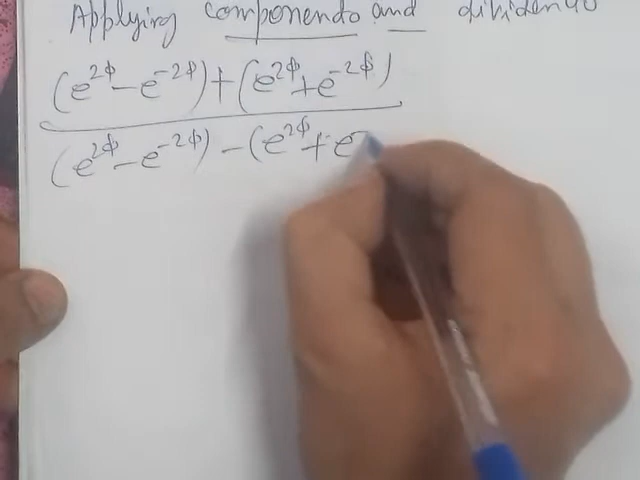 Applying componendo and dividendo
(e^{2ϕ} - e^{-2ϕ}) + (e^{2ϕ} + e^{-2ϕ})
(e^{2ϕ} - e^{-2ϕ}) - (e^{2ϕ} + e^{-